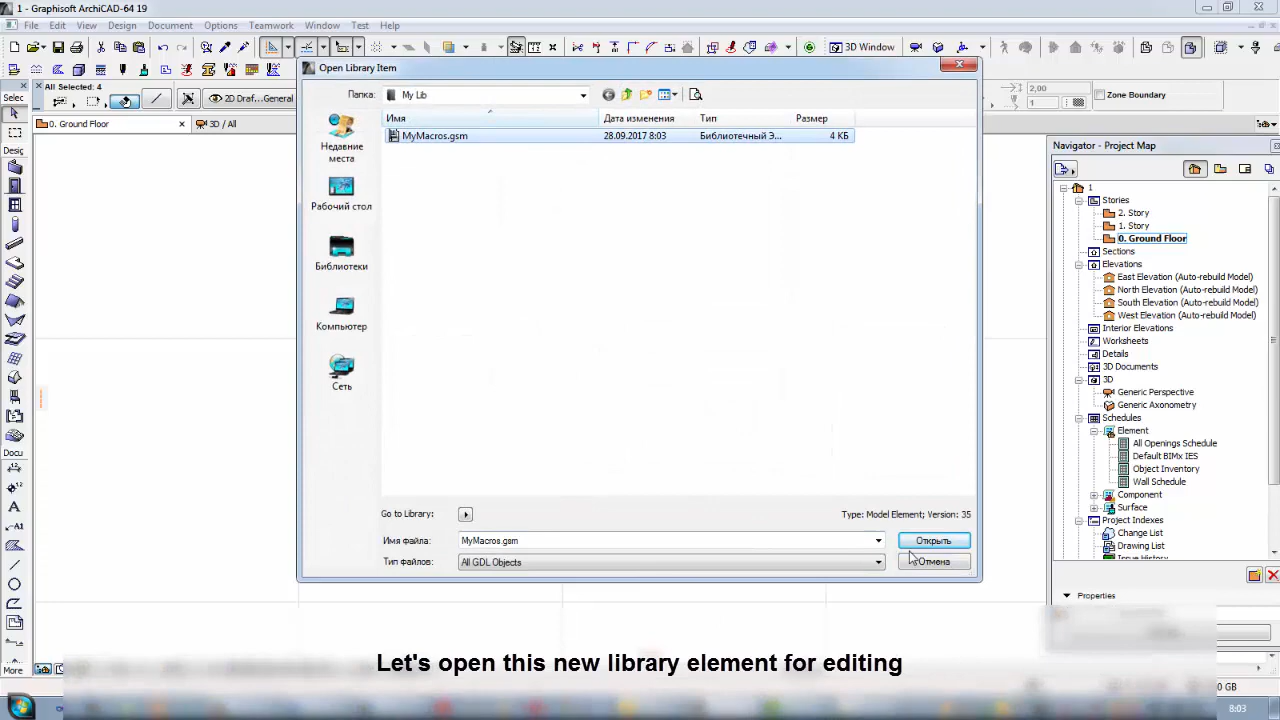 1 - Graphisoft ArchiCAD-64 19
File Edit View Design Document Options Teamwork Window Test Help
3D Window
Selec
All Selected: 4
2D Draf...General
2,00
1
Zone Boundary
0. Ground Floor
3D / All
Desig
Docu
More
Open Library Item
Папка:
My Lib
Имя
Дата изменения
Тип
Размер
MyMacros.gsm
28.09.2017 8:03
Библиотечный Э...
4 КБ
Недавние места
Рабочий стол
Библиотеки
Компьютер
Сеть
Go to Library:
Type: Model Element; Version: 35
Имя файла:
MyMacros.gsm
Открыть
Тип файлов:
All GDL Objects
Отмена
Navigator - Project Map
1
Stories
2. Story
1. Story
0. Ground Floor
Sections
Elevations
East Elevation (Auto-rebuild Model)
North Elevation (Auto-rebuild Model)
South Elevation (Auto-rebuild Model)
West Elevation (Auto-rebuild Model)
Interior Elevations
Worksheets
Details
3D Documents
3D
Generic Perspective
Generic Axonometry
Schedules
Element
All Openings Schedule
Default BIMx IES
Object Inventory
Wall Schedule
Component
Surface
Project Indexes
Change List
Drawing List
Properties
GB
Let's open this new library element for editing
8:03